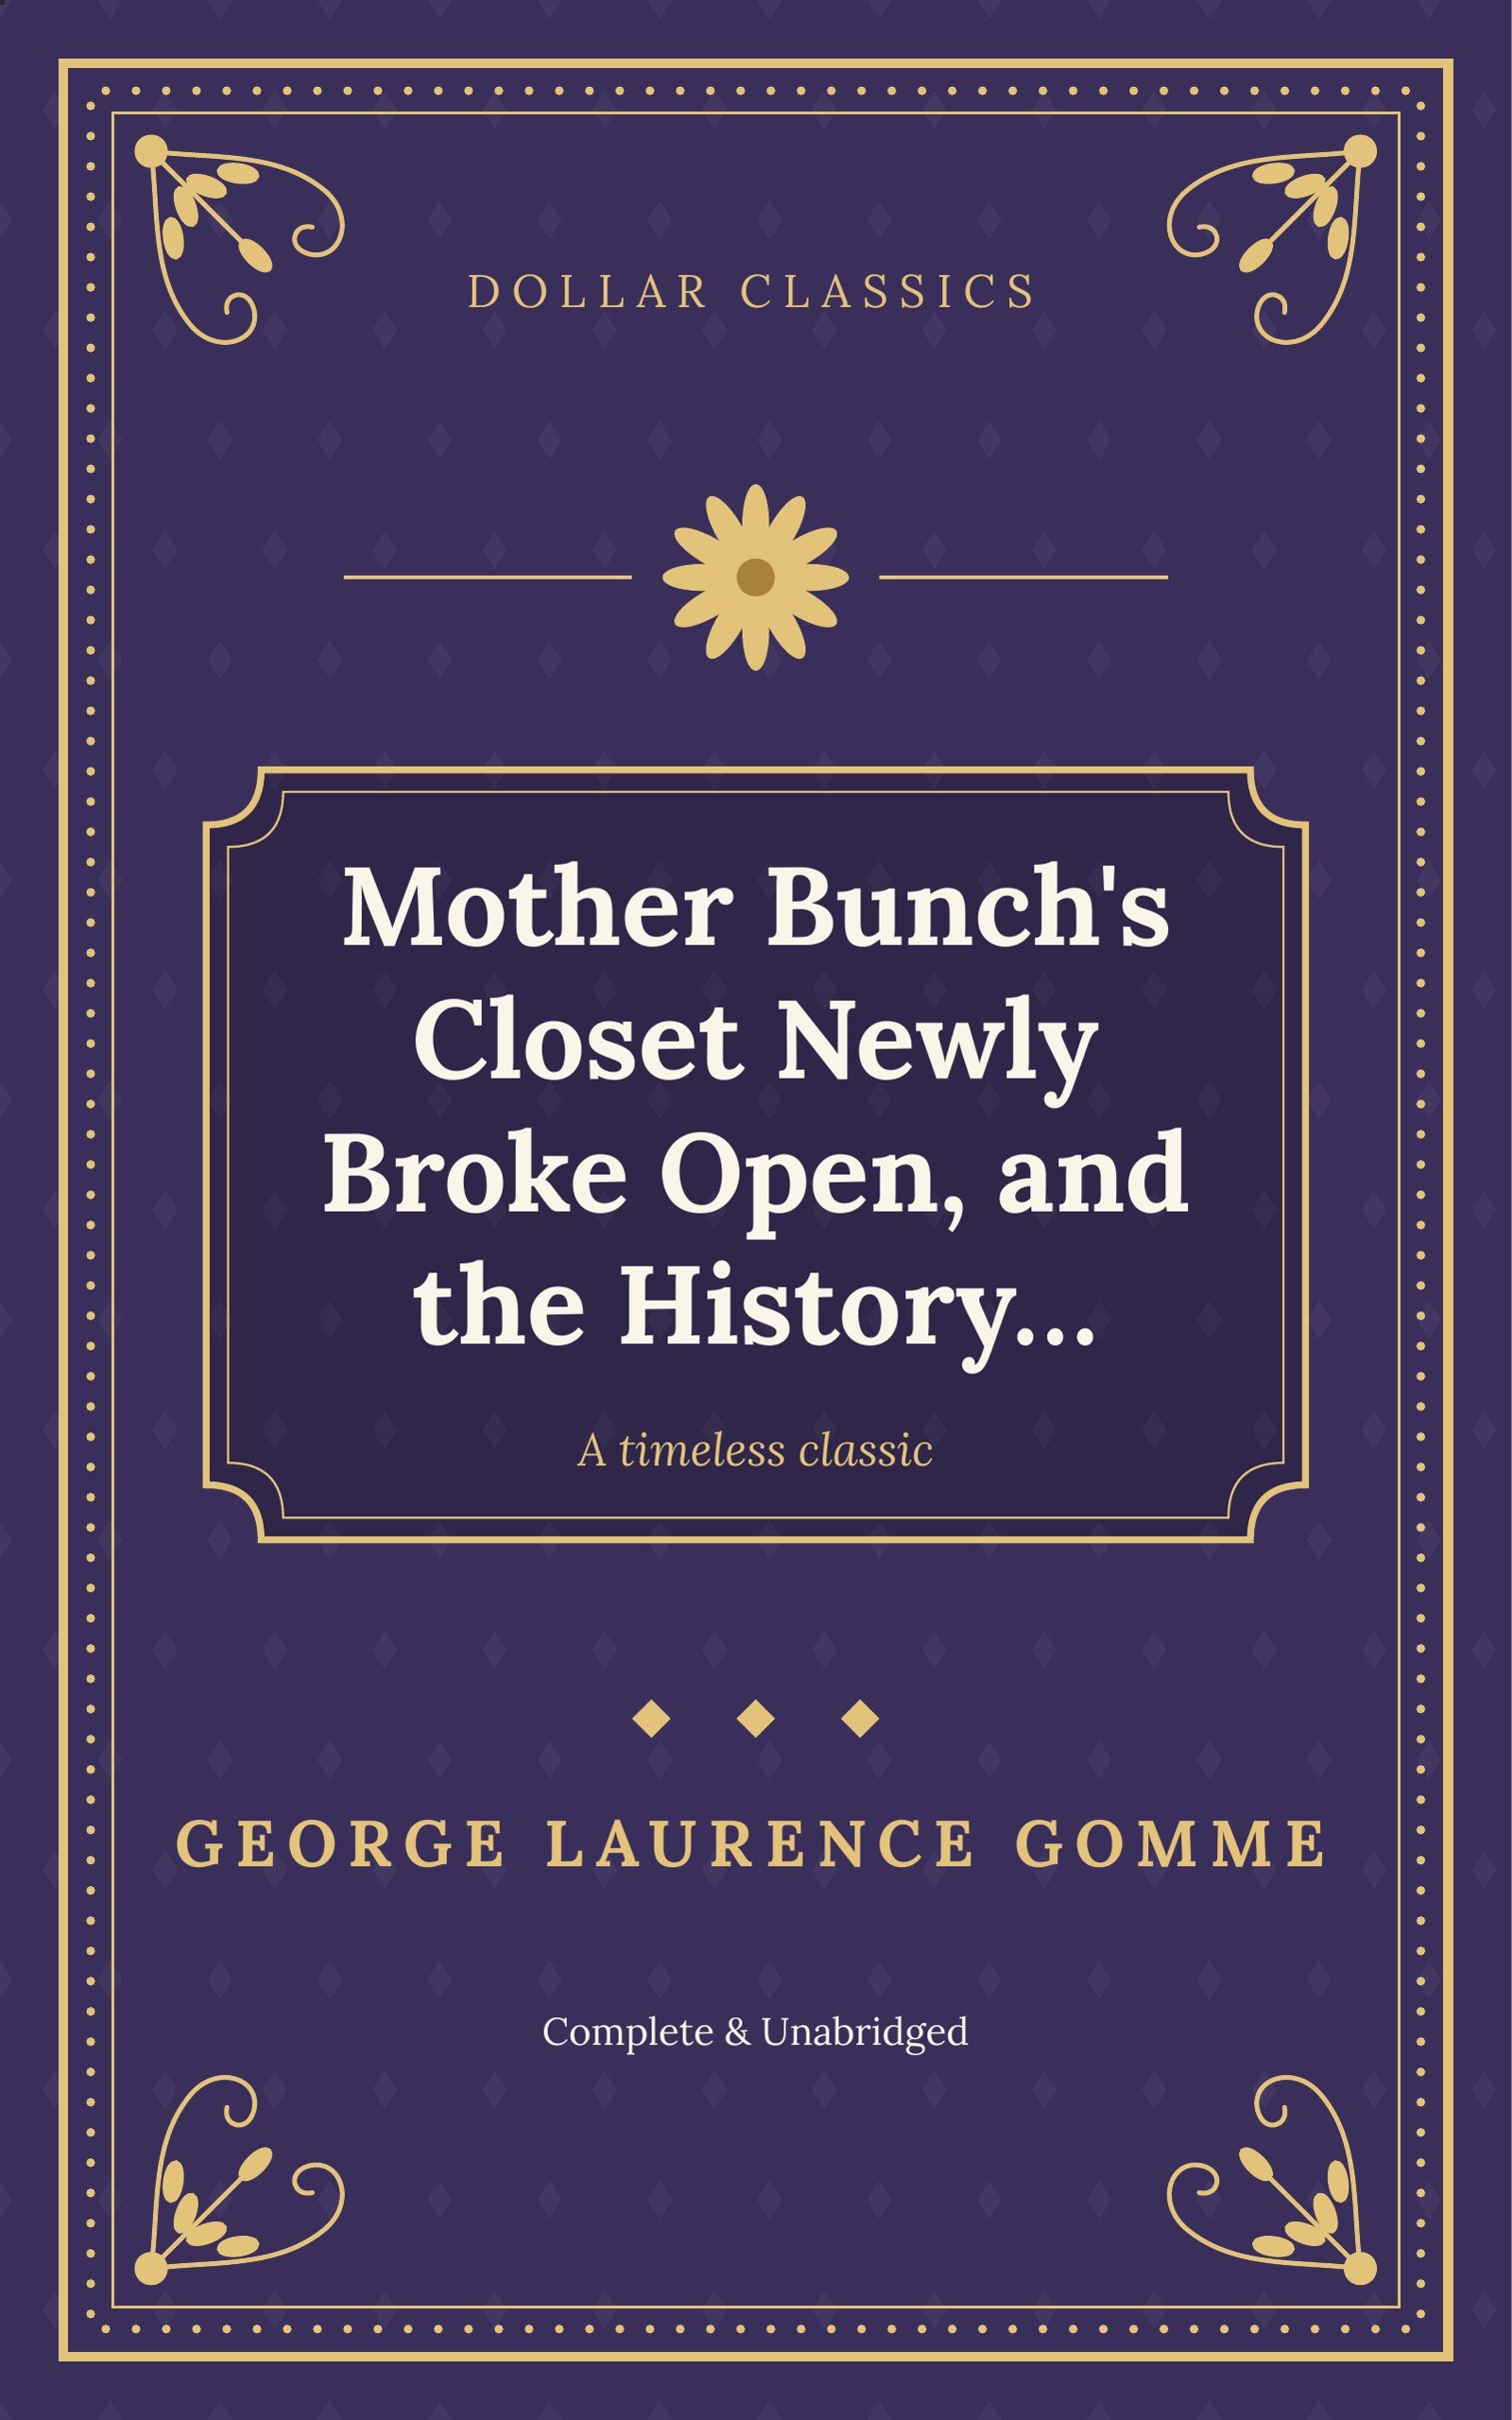 DOLLAR CLASSICS
Mother Bunch's
Closet Newly
Broke Open, and
the History...
A timeless classic
GEORGE LAURENCE GOMME
Complete & Unabridged